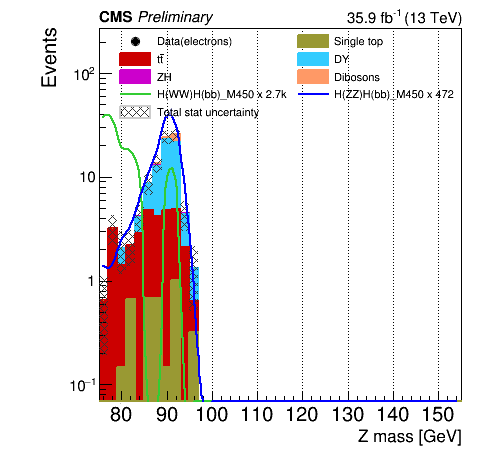 CMS Preliminary 35.9 fb⁻¹ (13 TeV)
Events
Data(electrons) Single top
tt̄ DY
ZH Dibosons
H(WW)H(bb)_M450 x 2.7k H(ZZ)H(bb)_M450 x 472
Total stat uncertainty
10²
10
1
10⁻¹
80 90 100 110 120 130 140 150
Z mass [GeV]